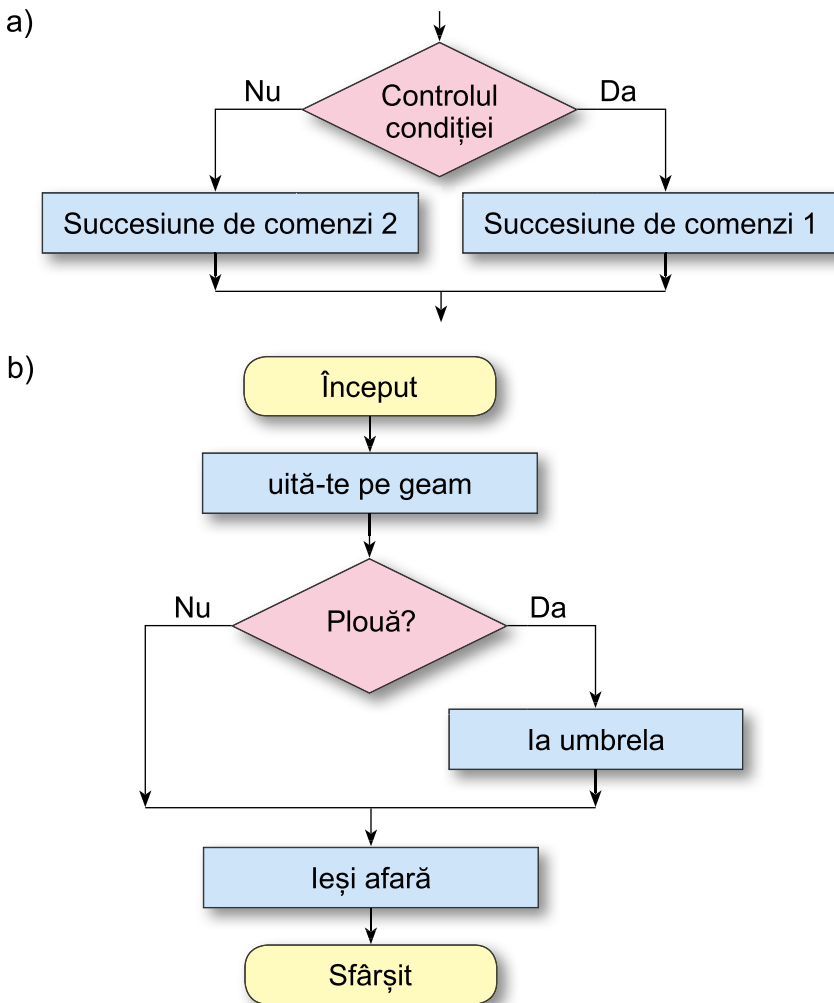 a)
Controlul
condiției
Nu
Da
Succesiune de comenzi 2
Succesiune de comenzi 1
b)
Început
uită-te pe geam
Plouă?
Nu
Da
Ia umbrela
Ieși afară
Sfârșit